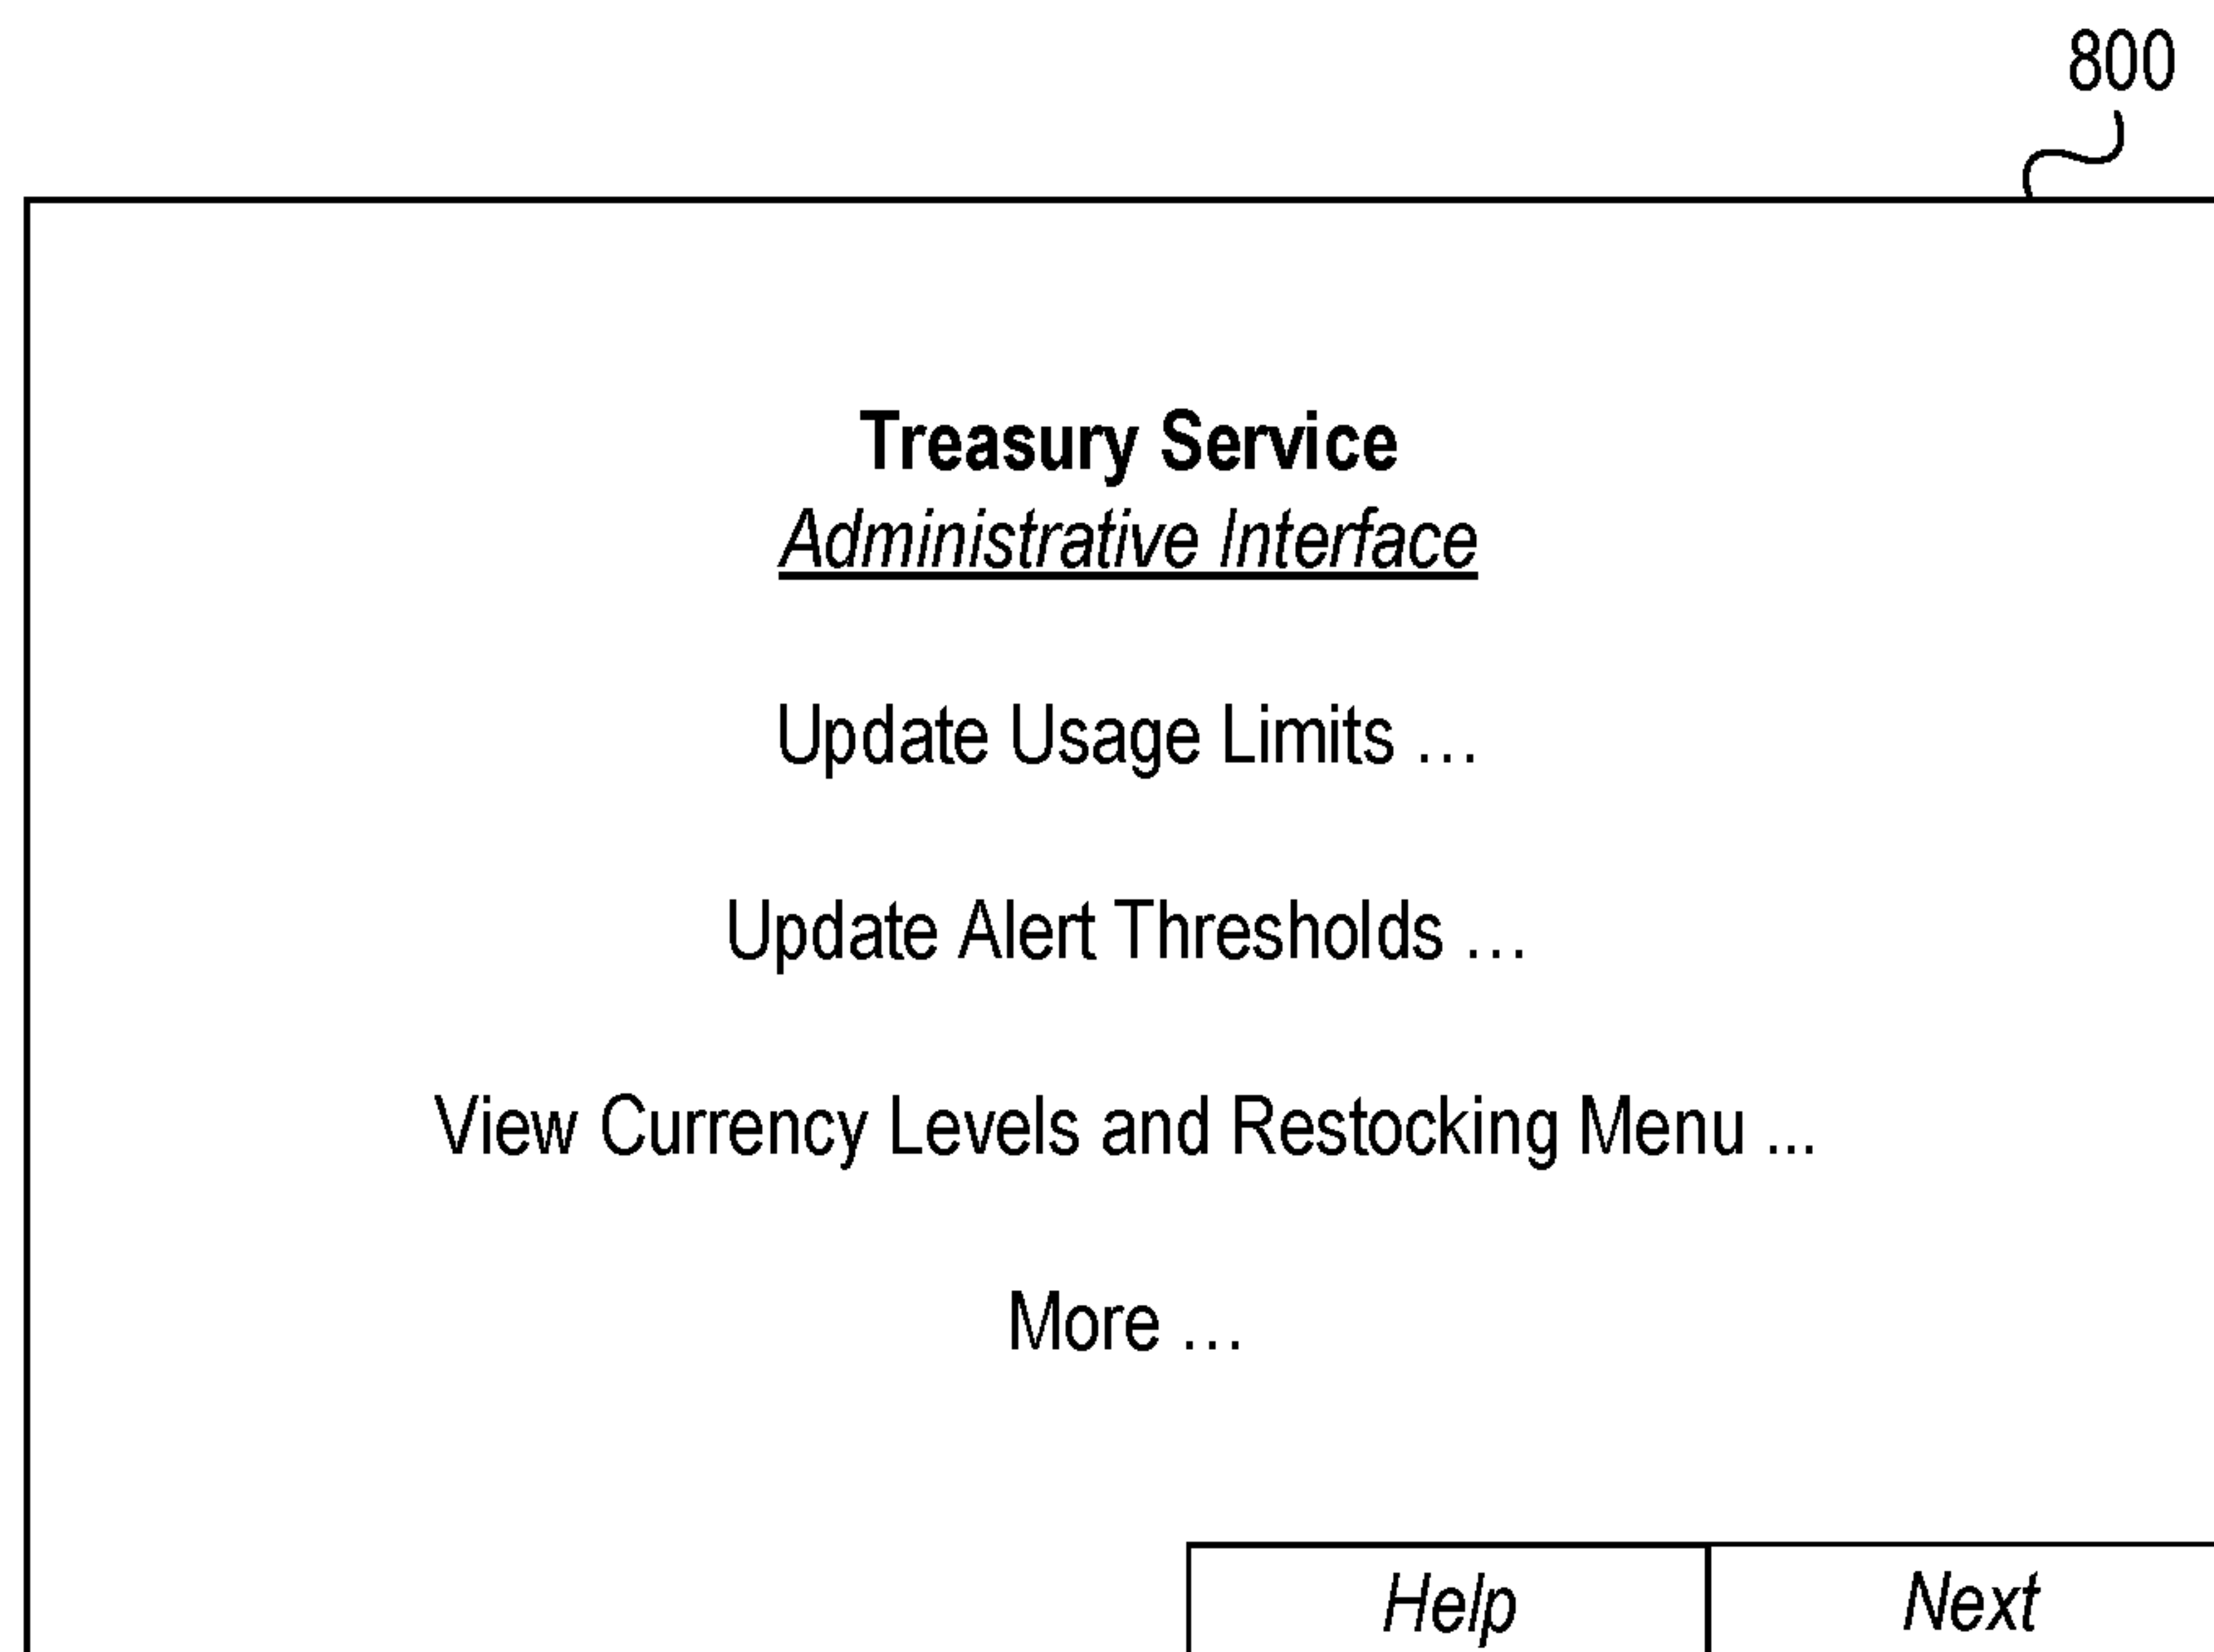 800
Treasury Service
Administrative Interface
Update Usage Limits ...
Update Alert Thresholds ...
View Currency Levels and Restocking Menu ...
More ...
Help
Next